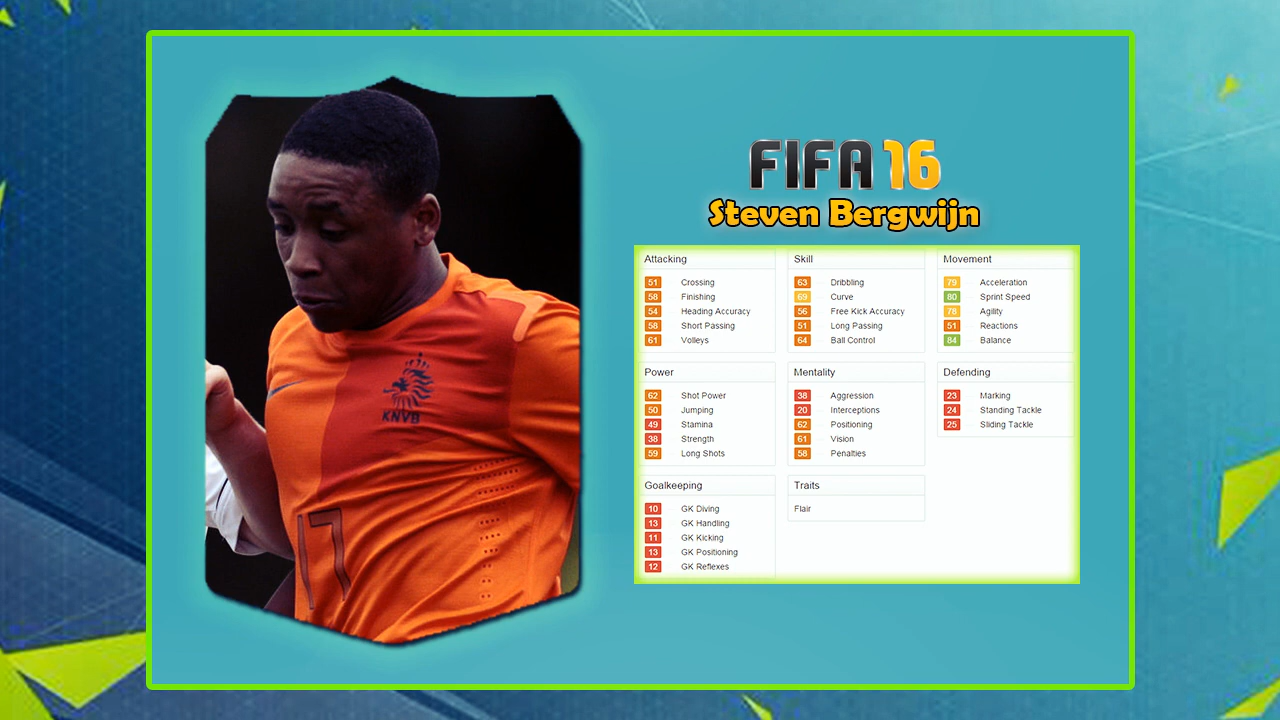 FIFA 16
Steven Bergwijn
KNVB
17
Attacking
51 Crossing
58 Finishing
54 Heading Accuracy
58 Short Passing
61 Volleys
Skill
63 Dribbling
69 Curve
56 Free Kick Accuracy
51 Long Passing
64 Ball Control
Movement
79 Acceleration
80 Sprint Speed
78 Agility
51 Reactions
84 Balance
Power
62 Shot Power
50 Jumping
49 Stamina
38 Strength
59 Long Shots
Mentality
38 Aggression
20 Interceptions
62 Positioning
61 Vision
58 Penalties
Defending
23 Marking
24 Standing Tackle
25 Sliding Tackle
Goalkeeping
10 GK Diving
13 GK Handling
11 GK Kicking
13 GK Positioning
12 GK Reflexes
Traits
Flair